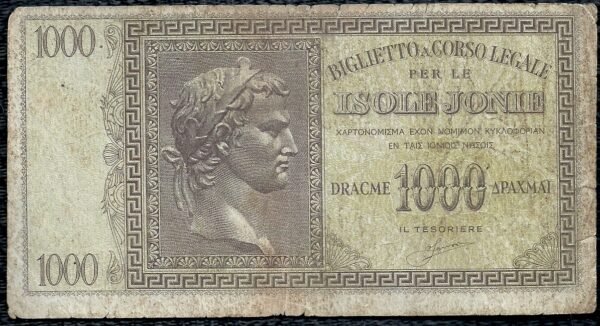 1000
BIGLIETTO A CORSO LEGALE
PER LE
ISOLE JONIE
ΧΑΡΤΟΝΟΜΙΣΜΑ ΕΧΟΝ ΝΟΜΙΜΟΝ ΚΥΚΛΟΦΟΡΙΑΝ
ΕΝ ΤΑΙΣ ΙΟΝΙΟΙΣ ΝΗΣΟΙΣ
DRACME 1000 ΔΡΑΧΜΑΙ
IL TESORIERE
1000